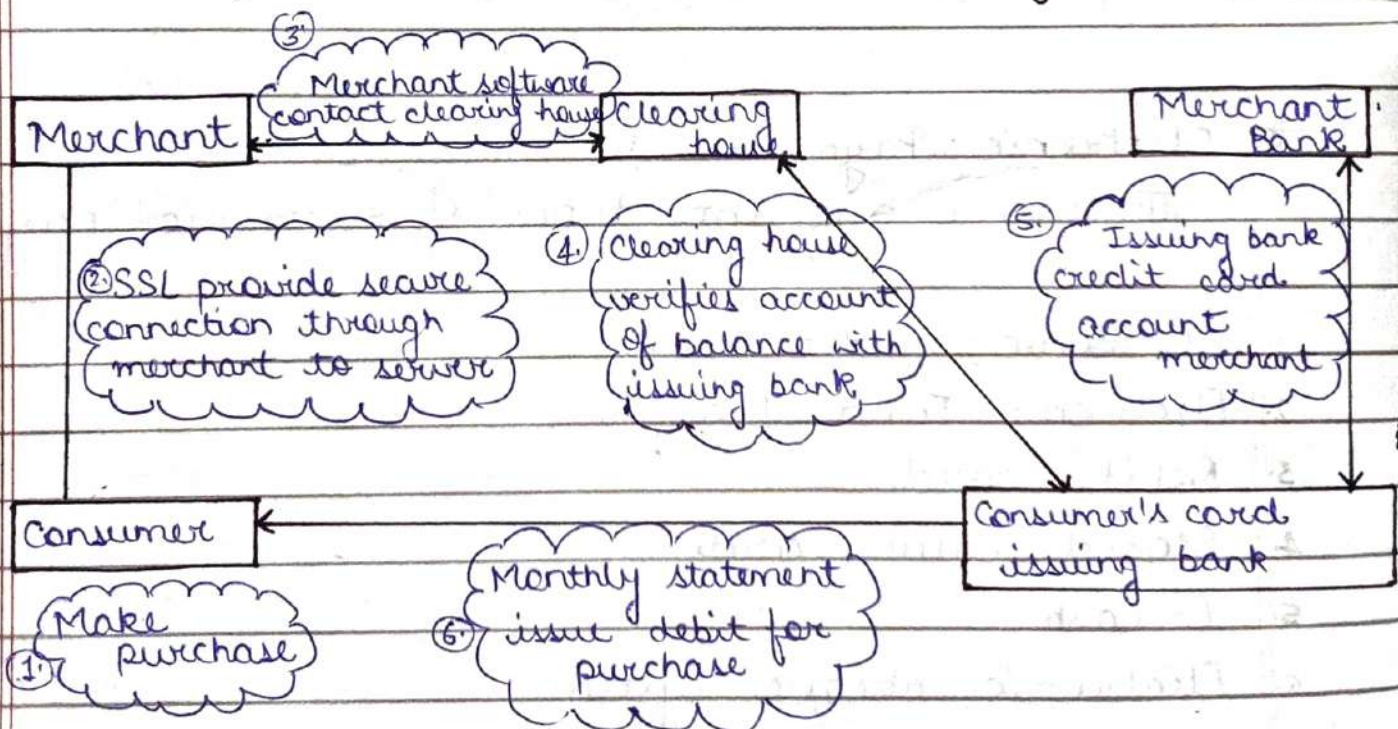 3.
Merchant software
contact clearing house
Merchant
Clearing
house
Merchant
Bank
2. SSL provide secure
connection through
merchant to server
4. Clearing house
verifies account
of balance with
issuing bank
5. Issuing bank
credit card
account
merchant
Consumer
Consumer's card
issuing bank
1. Make
purchase
6. Monthly statement
issue debit for
purchase